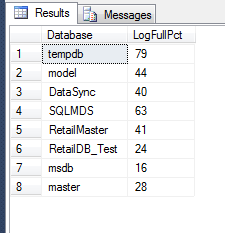 Results Messages
Database LogFullPct
1 tempdb 79
2 model 44
3 DataSync 40
4 SQLMDS 63
5 RetailMaster 41
6 RetailDB_Test 24
7 msdb 16
8 master 28